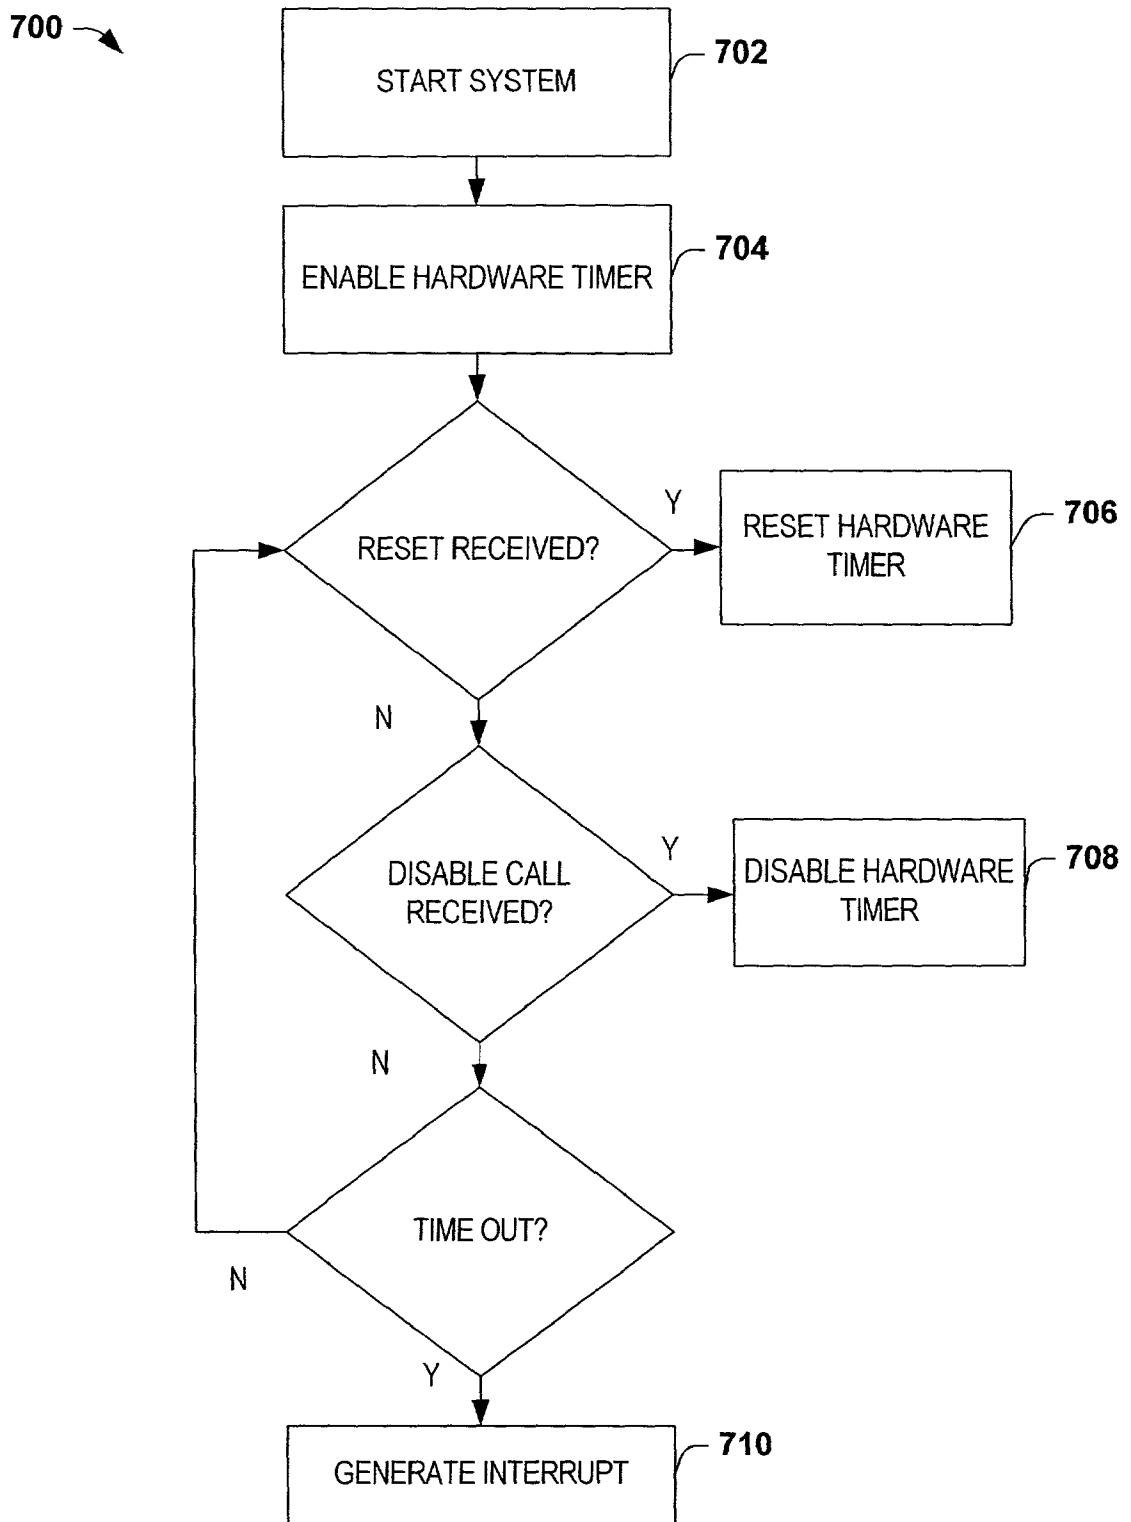 700
START SYSTEM
702
ENABLE HARDWARE TIMER
704
RESET RECEIVED?
Y
RESET HARDWARE
TIMER
706
N
DISABLE CALL
RECEIVED?
Y
DISABLE HARDWARE
TIMER
708
N
TIME OUT?
N
Y
GENERATE INTERRUPT
710